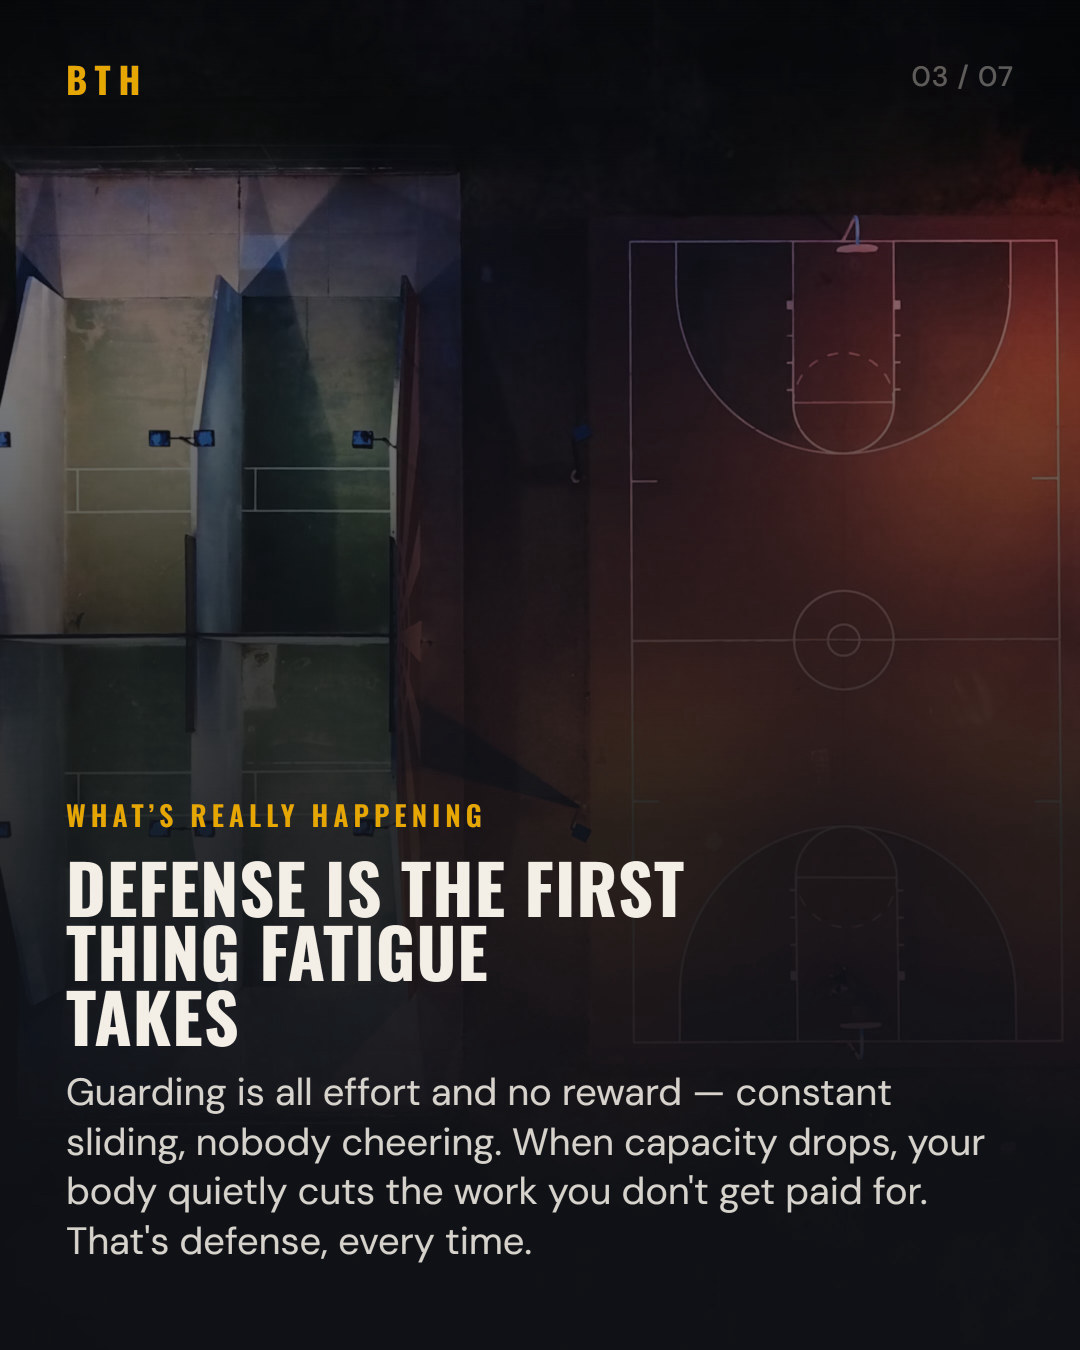 BTH
03 / 07
WHAT’S REALLY HAPPENING
DEFENSE IS THE FIRST
THING FATIGUE
TAKES
Guarding is all effort and no reward — constant
sliding, nobody cheering. When capacity drops, your
body quietly cuts the work you don't get paid for.
That's defense, every time.